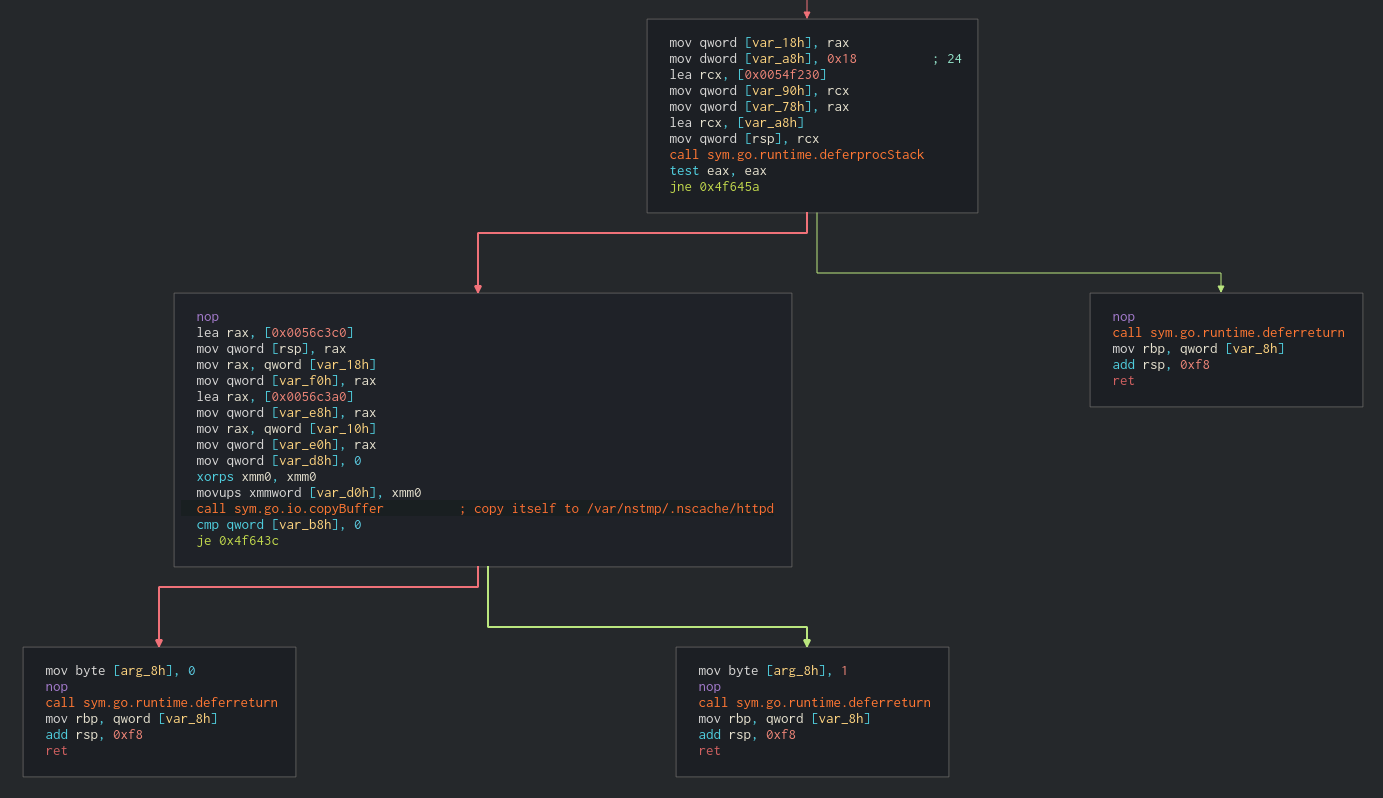 mov qword [var_18h], rax
mov dword [var_a8h], 0x18 ; 24
lea rcx, [0x0054f230]
mov qword [var_90h], rcx
mov qword [var_78h], rax
lea rcx, [var_a8h]
mov qword [rsp], rcx
call sym.go.runtime.deferprocStack
test eax, eax
jne 0x4f645a
nop
lea rax, [0x0056c3c0]
mov qword [rsp], rax
mov rax, qword [var_18h]
mov qword [var_f0h], rax
lea rax, [0x0056c3a0]
mov qword [var_e8h], rax
mov rax, qword [var_10h]
mov qword [var_e0h], rax
mov qword [var_d8h], 0
xorps xmm0, xmm0
movups xmmword [var_d0h], xmm0
call sym.go.io.copyBuffer ; copy itself to /var/nstmp/.nscache/httpd
cmp qword [var_b8h], 0
je 0x4f643c
nop
call sym.go.runtime.deferreturn
mov rbp, qword [var_8h]
add rsp, 0xf8
ret
mov byte [arg_8h], 0
nop
call sym.go.runtime.deferreturn
mov rbp, qword [var_8h]
add rsp, 0xf8
ret
mov byte [arg_8h], 1
nop
call sym.go.runtime.deferreturn
mov rbp, qword [var_8h]
add rsp, 0xf8
ret